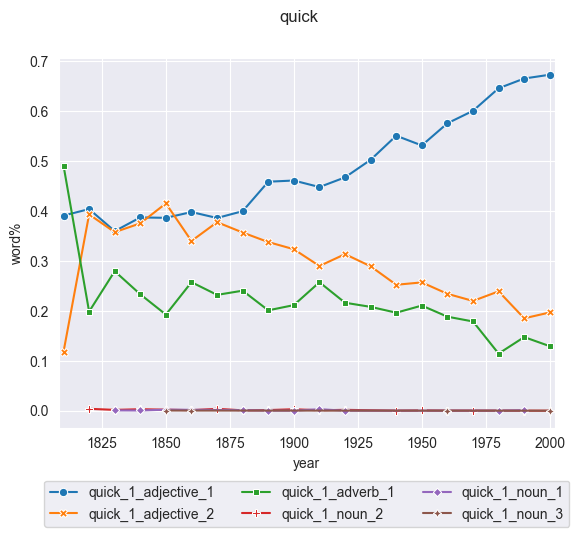 quick
0.7
0.6
0.5
0.4
0.3
0.2
0.1
0.0
word%
1825 1850 1875 1900 1925 1950 1975 2000
year
quick_1_adjective_1 quick_1_adverb_1 quick_1_noun_1
quick_1_adjective_2 quick_1_noun_2 quick_1_noun_3